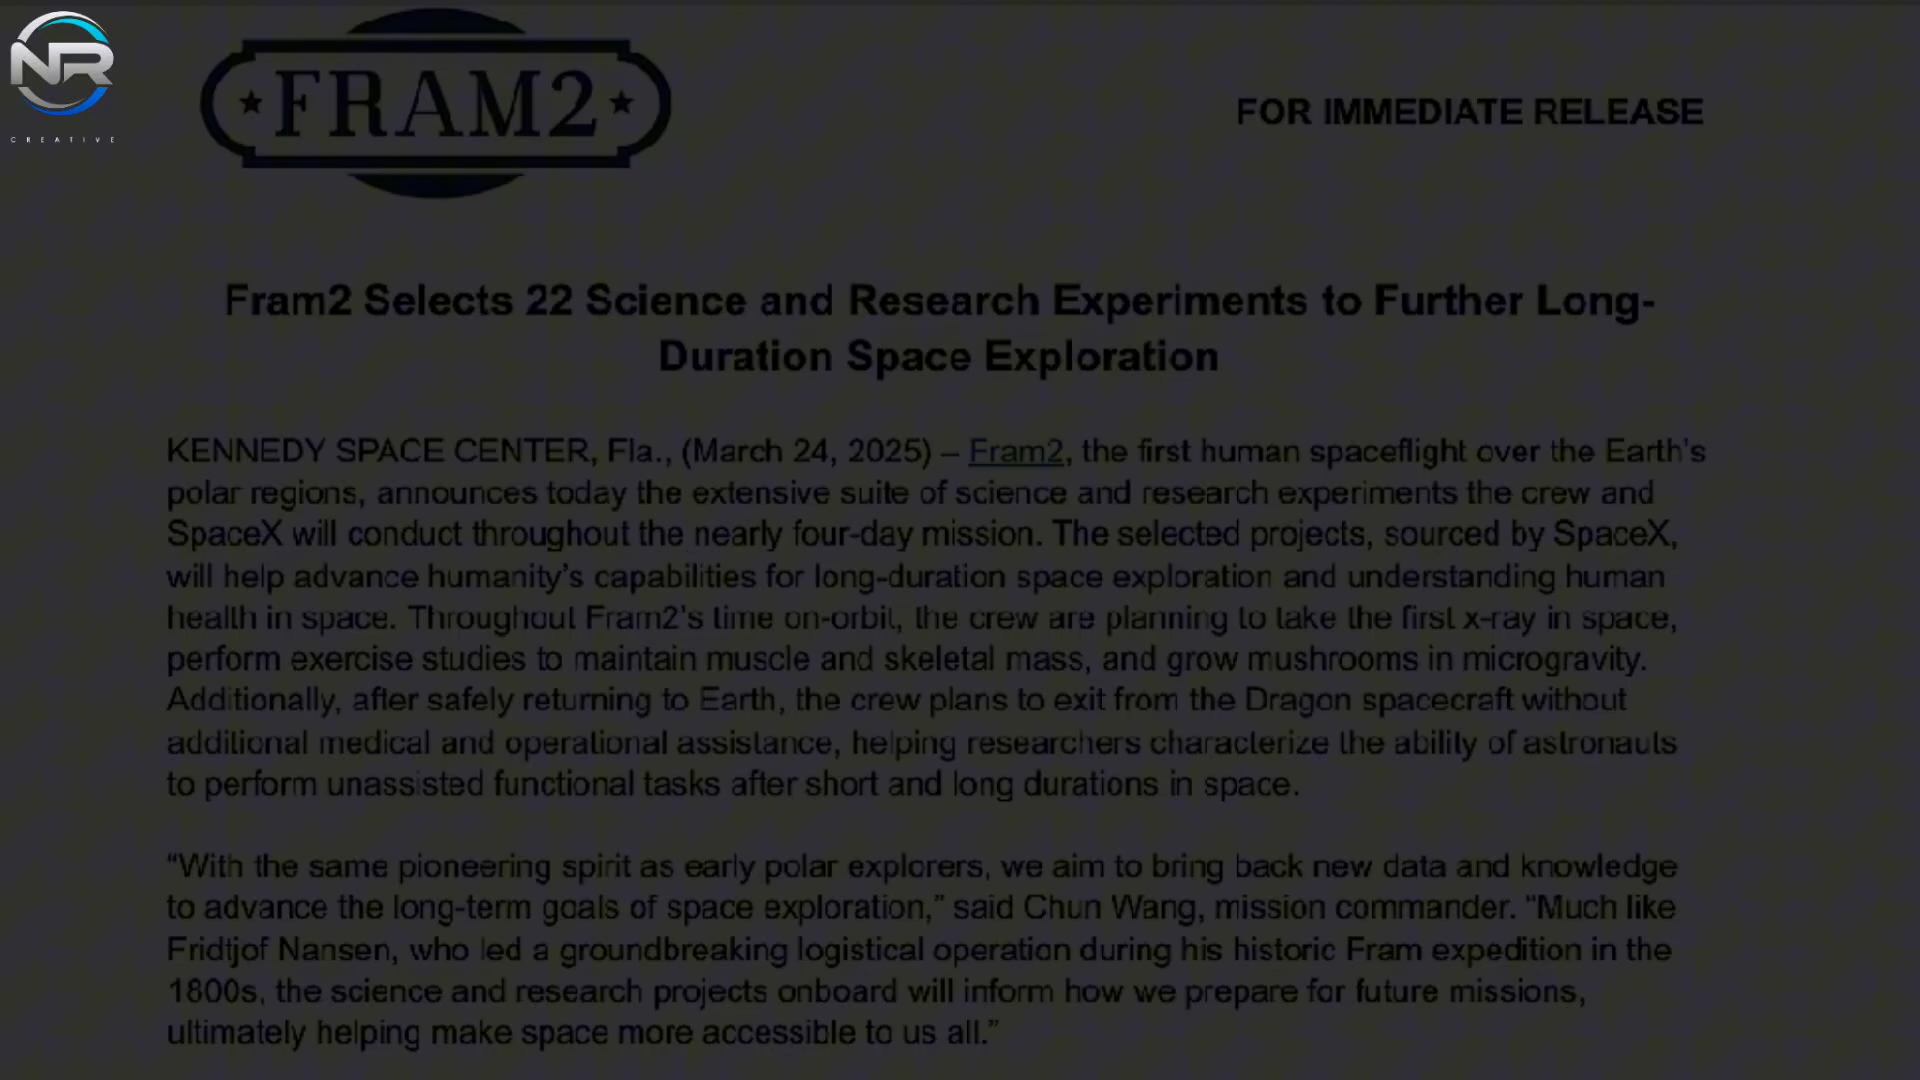 NR
CREATIVE
FRAM2
FOR IMMEDIATE RELEASE
Fram2 Selects 22 Science and Research Experiments to Further Long-
Duration Space Exploration
KENNEDY SPACE CENTER, Fla., (March 24, 2025) – Fram2, the first human spaceflight over the Earth's
polar regions, announces today the extensive suite of science and research experiments the crew and
SpaceX will conduct throughout the nearly four-day mission. The selected projects, sourced by SpaceX,
will help advance humanity's capabilities for long-duration space exploration and understanding human
health in space. Throughout Fram2's time on-orbit, the crew are planning to take the first x-ray in space,
perform exercise studies to maintain muscle and skeletal mass, and grow mushrooms in microgravity.
Additionally, after safely returning to Earth, the crew plans to exit from the Dragon spacecraft without
additional medical and operational assistance, helping researchers characterize the ability of astronauts
to perform unassisted functional tasks after short and long durations in space.
“With the same pioneering spirit as early polar explorers, we aim to bring back new data and knowledge
to advance the long-term goals of space exploration,” said Chun Wang, mission commander. “Much like
Fridtjof Nansen, who led a groundbreaking logistical operation during his historic Fram expedition in the
1800s, the science and research projects onboard will inform how we prepare for future missions,
ultimately helping make space more accessible to us all.”